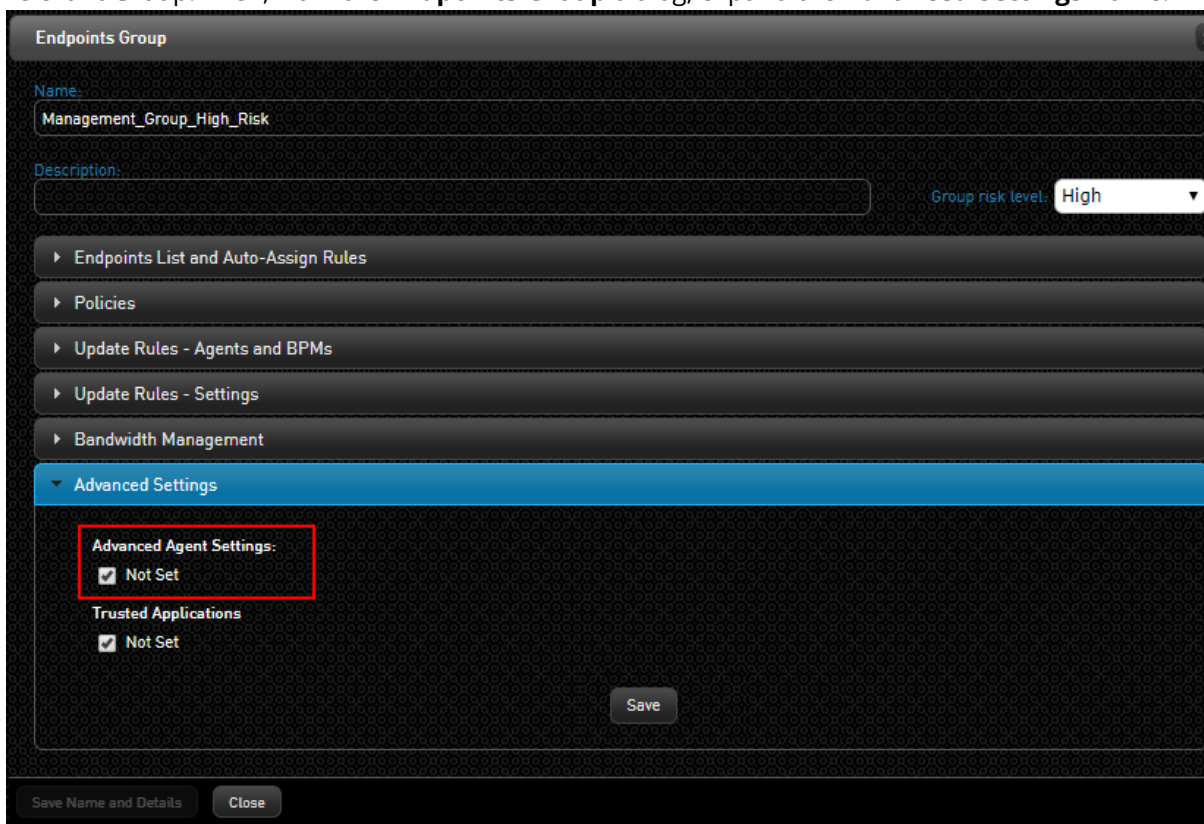 Endpoints Group
Name:
Management_Group_High_Risk
Description:
Group risk level: High
Endpoints List and Auto-Assign Rules
Policies
Update Rules - Agents and BPMs
Update Rules - Settings
Bandwidth Management
Advanced Settings
Advanced Agent Settings:
Not Set
Trusted Applications
Not Set
Save
Save Name and Details Close